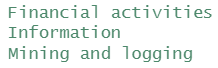 Financial activities
Information
Mining and logging